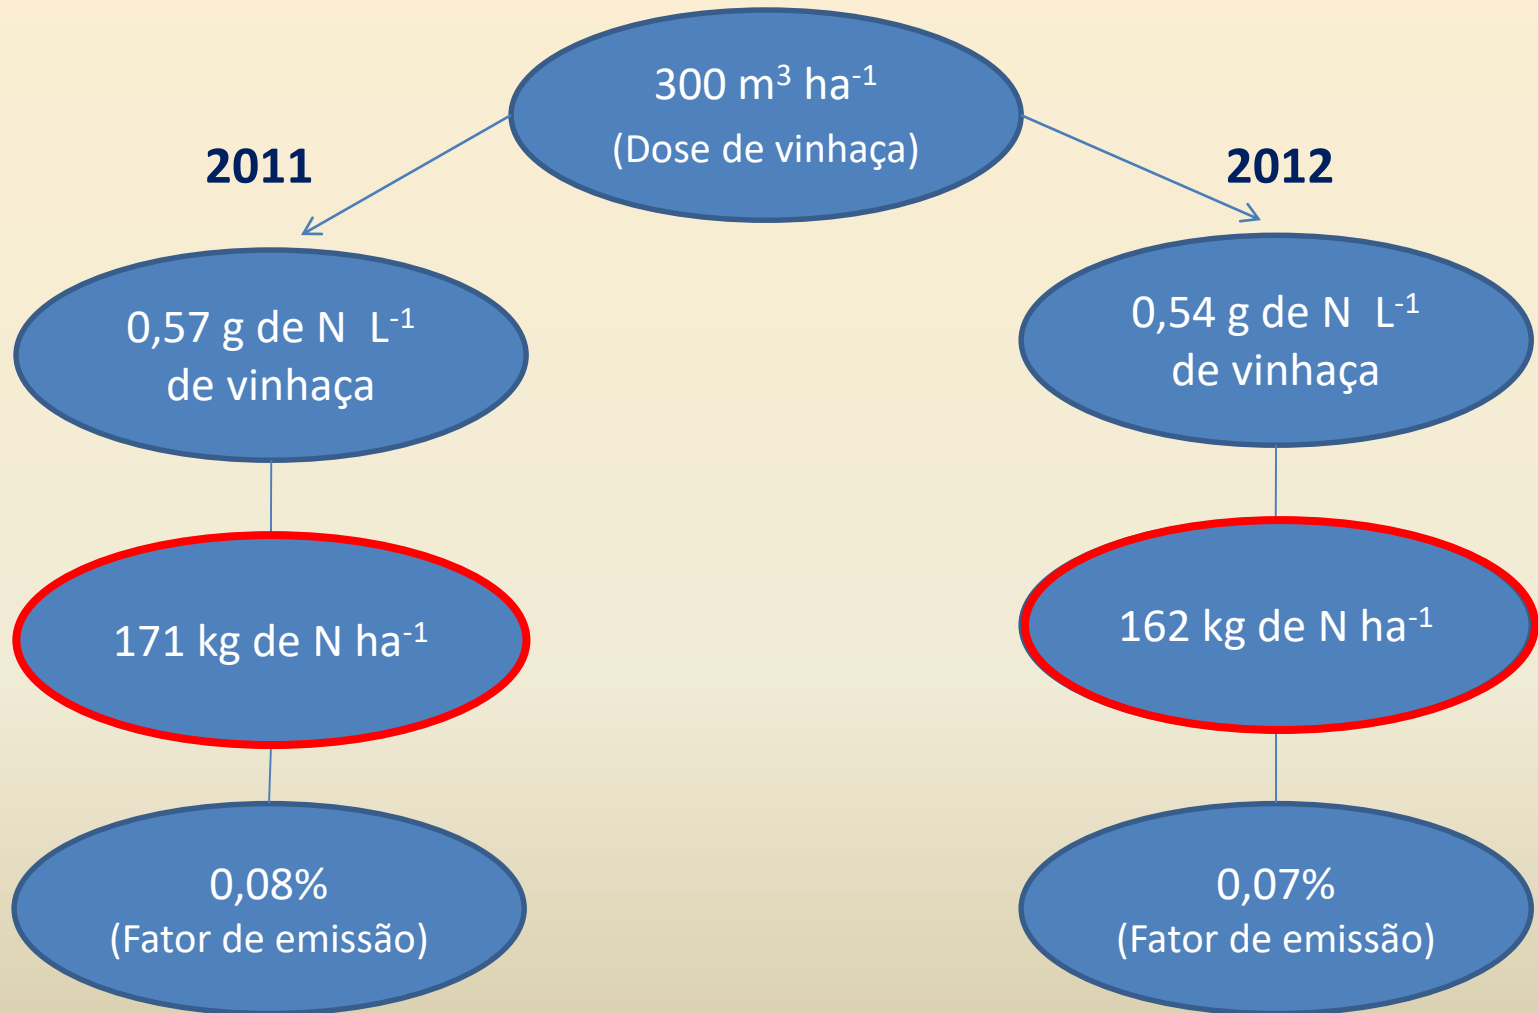 300 m³ ha⁻¹
(Dose de vinhaça)
2011
2012
0,57 g de N L⁻¹
de vinhaça
0,54 g de N L⁻¹
de vinhaça
171 kg de N ha⁻¹
162 kg de N ha⁻¹
0,08%
(Fator de emissão)
0,07%
(Fator de emissão)